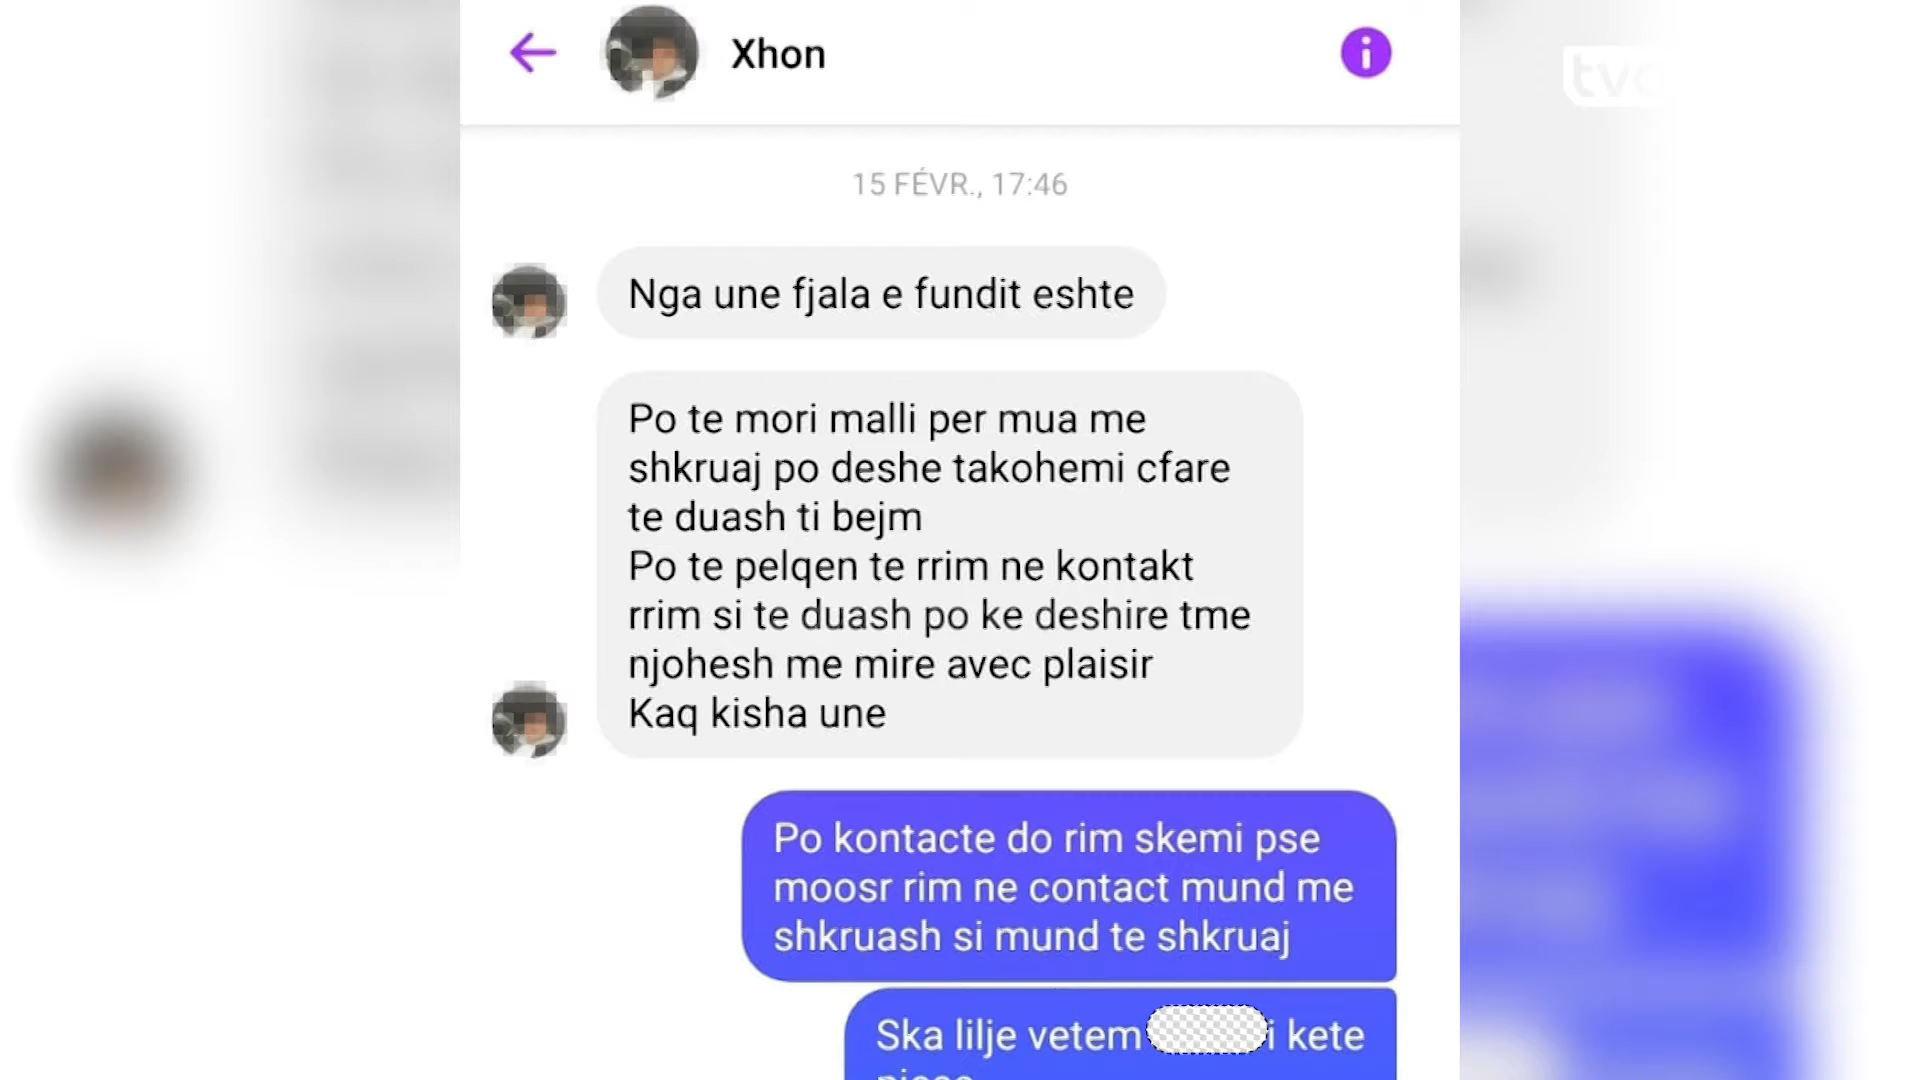 Xhon
15 FÉVR., 17:46
Nga une fjala e fundit eshte
Po te mori malli per mua me
shkruaj po deshe takohemi cfare
te duash ti bejm
Po te pelqen te rrim ne kontakt
rrim si te duash po ke deshire tme
njohesh me mire avec plaisir
Kaq kisha une
Po kontacte do rim skemi pse
moosr rim ne contact mund me
shkruash si mund te shkruaj
Ska lilje vetem i kete